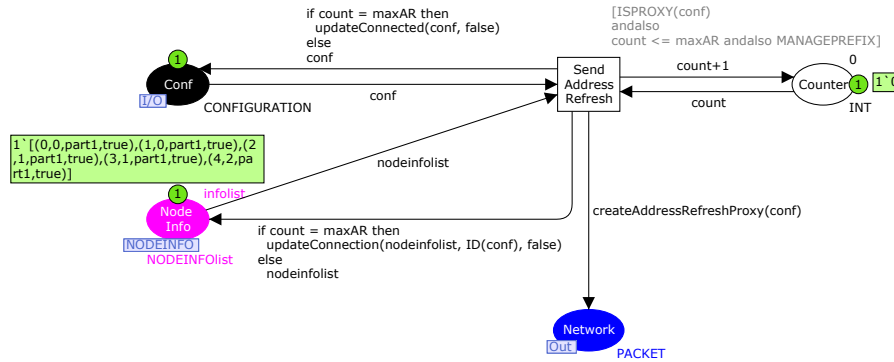 if count = maxAR then
updateConnected(conf, false)
else
conf
[ISPROXY(conf)
andalso
count <= maxAR andalso MANAGEPREFIX]
1
Conf
I/O
CONFIGURATION
conf
Send
Address
Refresh
count+1
count
0
Counter
1
1`0
INT
1`[(0,0,part1,true),(1,0,part1,true),(2
,1,part1,true),(3,1,part1,true),(4,2,p
art1,true)]
nodeinfolist
1
infolist
Node
Info
NODEINFO
NODEINFOlist
if count = maxAR then
updateConnection(nodeinfolist, ID(conf), false)
else
nodeinfolist
createAddressRefreshProxy(conf)
Network
Out
PACKET